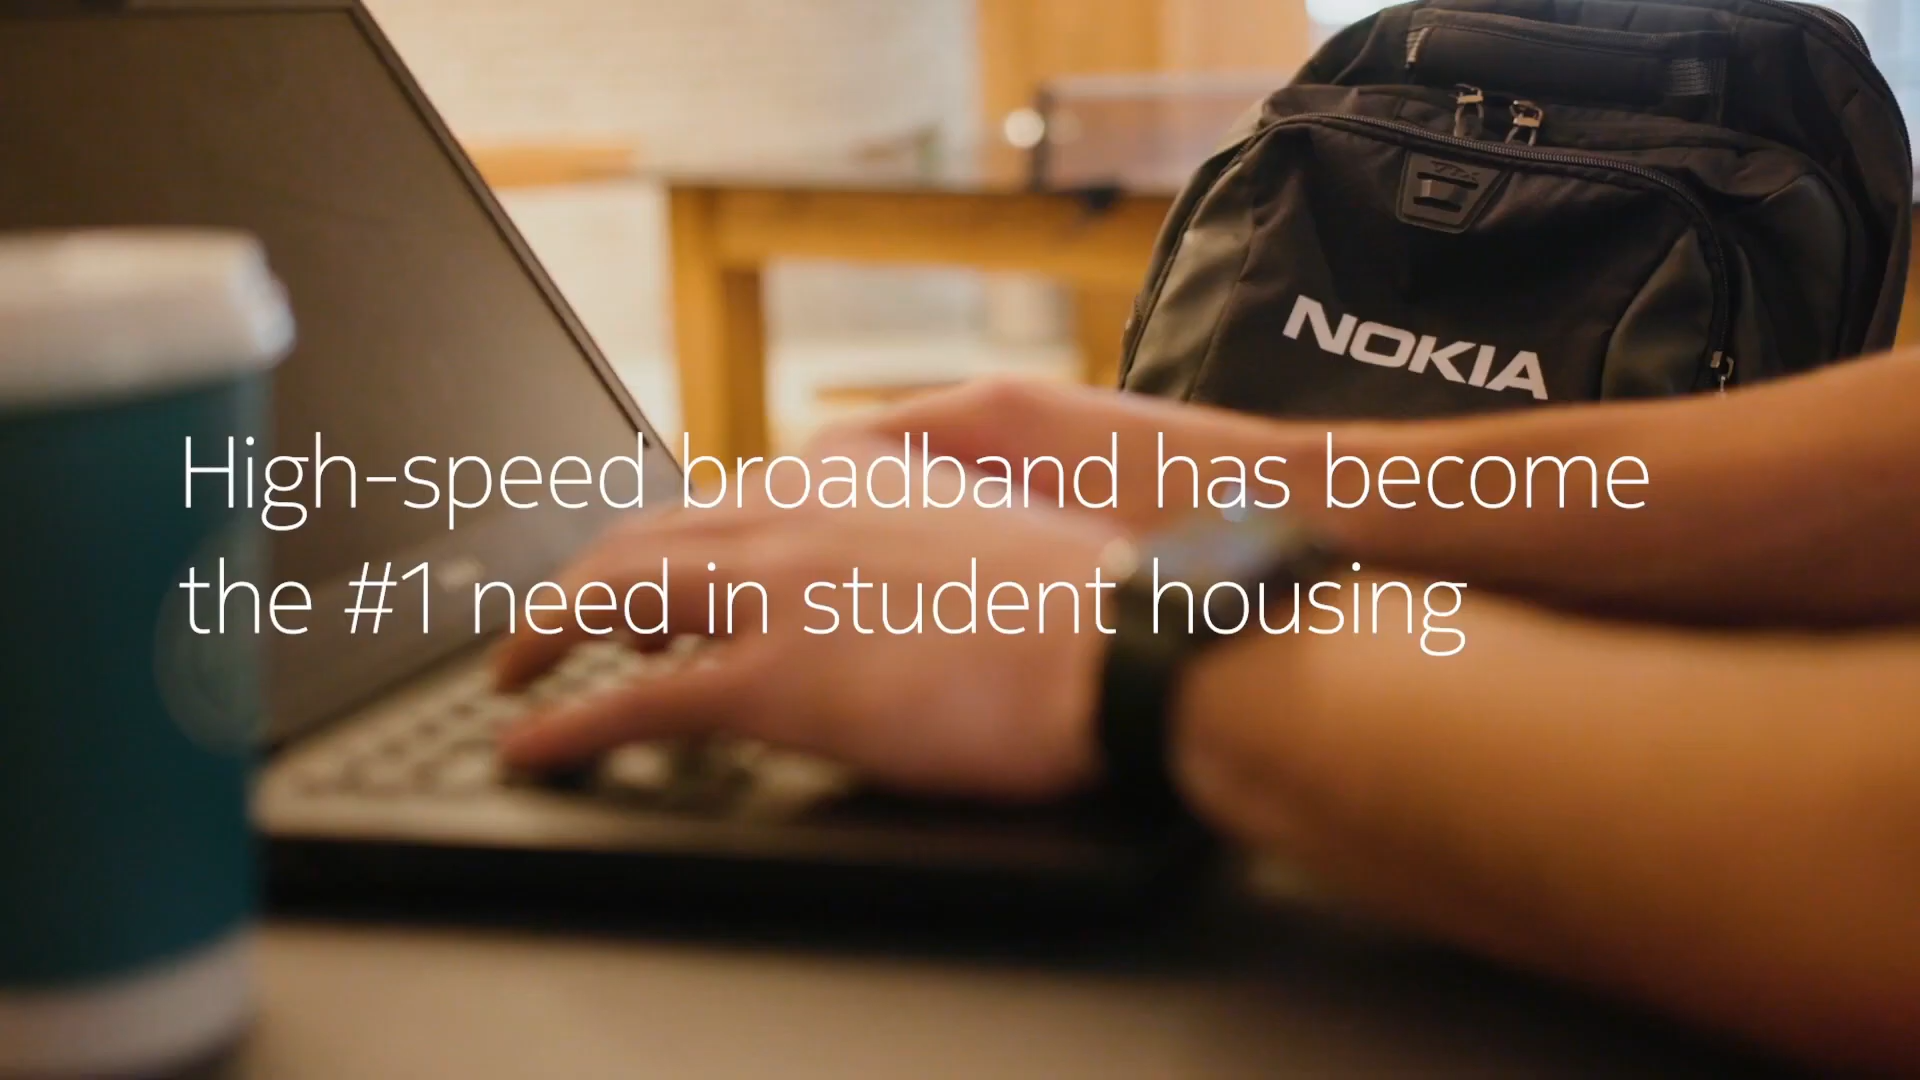 NOKIA
High-speed broadband has become
the #1 need in student housing